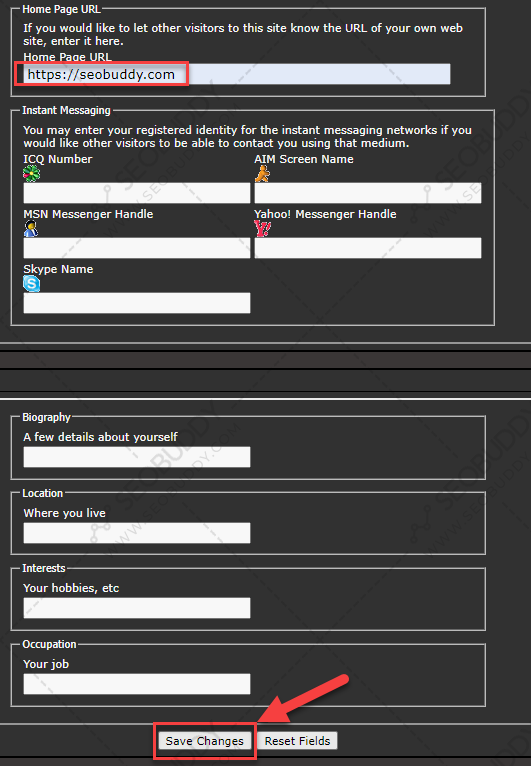 Home Page URL
If you would like to let other visitors to this site know the URL of your own web
site, enter it here.
Home Page URL
https://seobuddy.com
Instant Messaging
You may enter your registered identity for the instant messaging networks if you
would like other visitors to be able to contact you using that medium.
ICQ Number AIM Screen Name
MSN Messenger Handle Yahoo! Messenger Handle
Skype Name
Biography
A few details about yourself
Location
Where you live
Interests
Your hobbies, etc
Occupation
Your job
Save Changes Reset Fields
SEOBUDDY
WWW.SEOBUDDY.COM